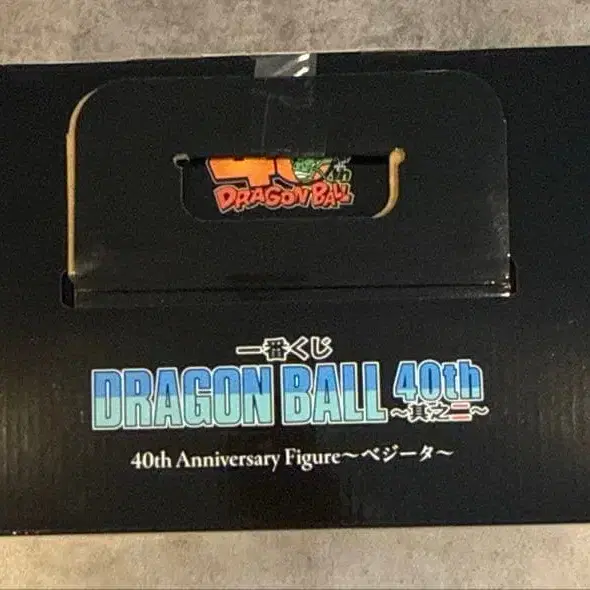 40th
DRAGON BALL
一番くじ
DRAGON BALL 40th
～其之二～
40th Anniversary Figure～ベジータ～